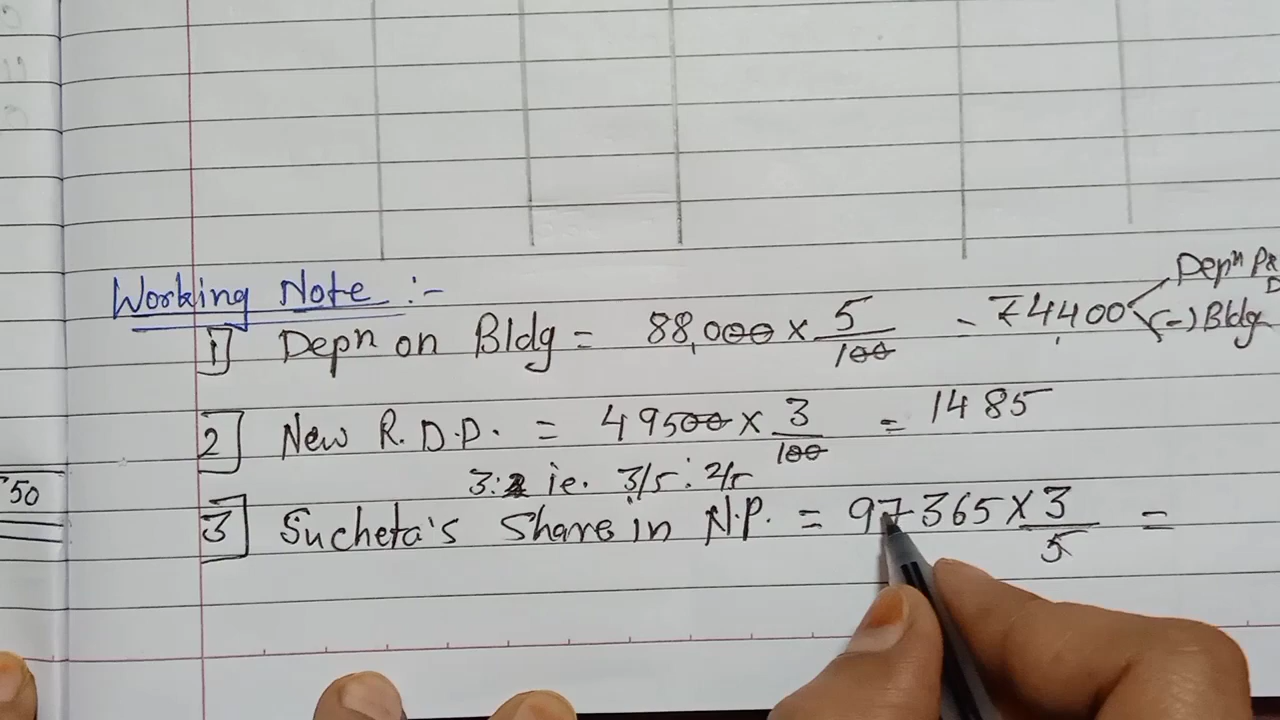 Working Note :-
1] Depn on Bldg = 88,000 x 5/100 = ₹4400 Depn P&
(-) Bldg
2] New R.D.D. = 49500 x 3/100 = 1485
3:2 ie. 3/5 : 2/5
3] Sucheta's Share in N.P. = 97365 x 3/5 =
50